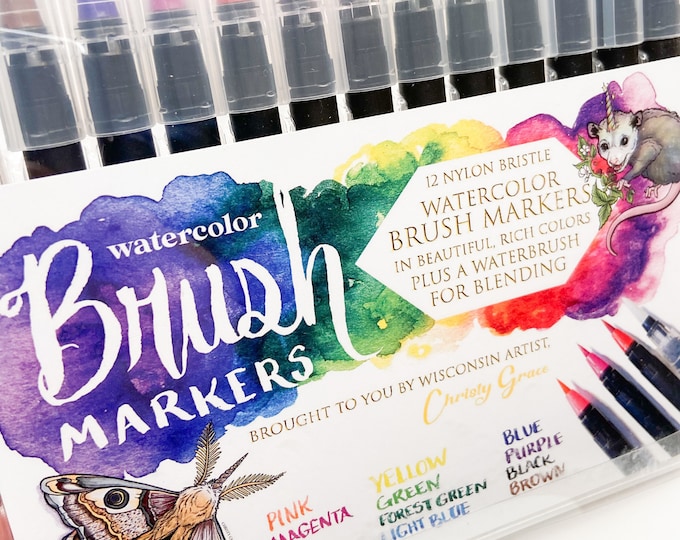 watercolor
Brush
MARKERS
12 NYLON BRISTLE
WATERCOLOR
BRUSH MARKERS
IN BEAUTIFUL, RICH COLORS
PLUS A WATERBRUSH
FOR BLENDING
BROUGHT TO YOU BY WISCONSIN ARTIST,
Christy Grace
PINK
MAGENTA
YELLOW
GREEN
FOREST GREEN
LIGHT BLUE
BLUE
PURPLE
BLACK
BROWN